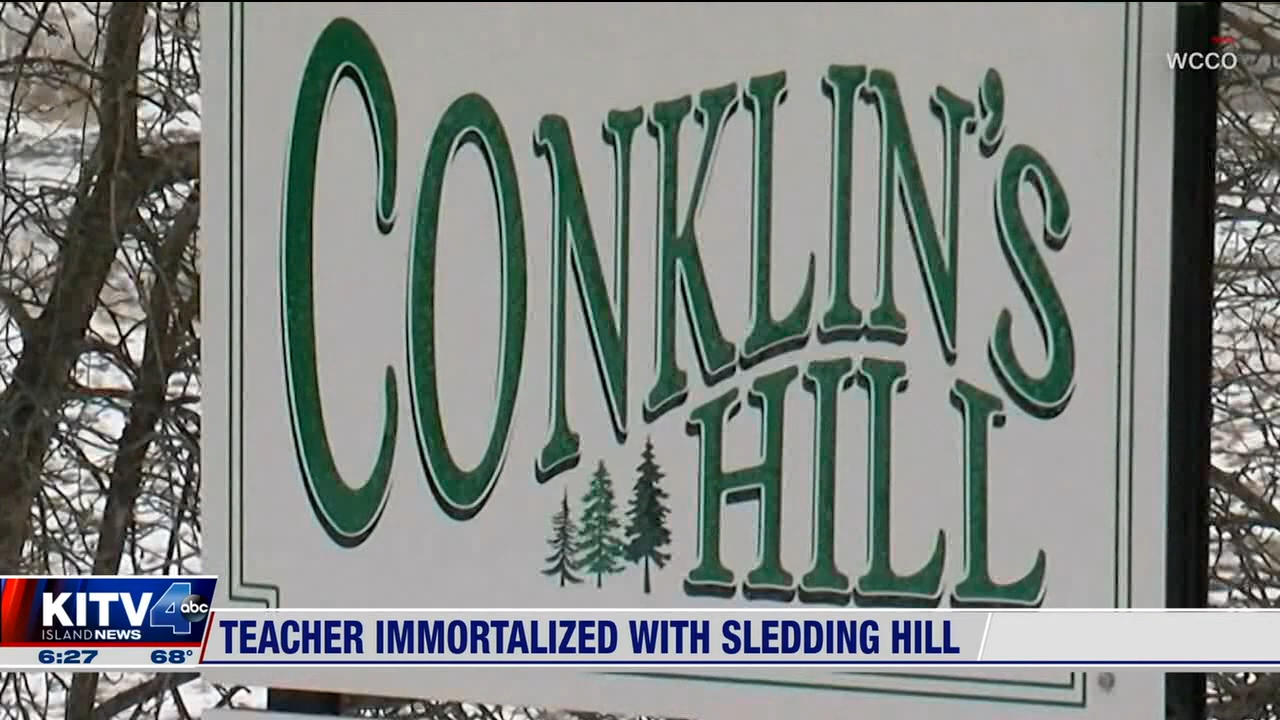 WCCO
CONKLIN'S
HILL
KITV4 abc
ISLAND NEWS
TEACHER IMMORTALIZED WITH SLEDDING HILL
6:27 68°